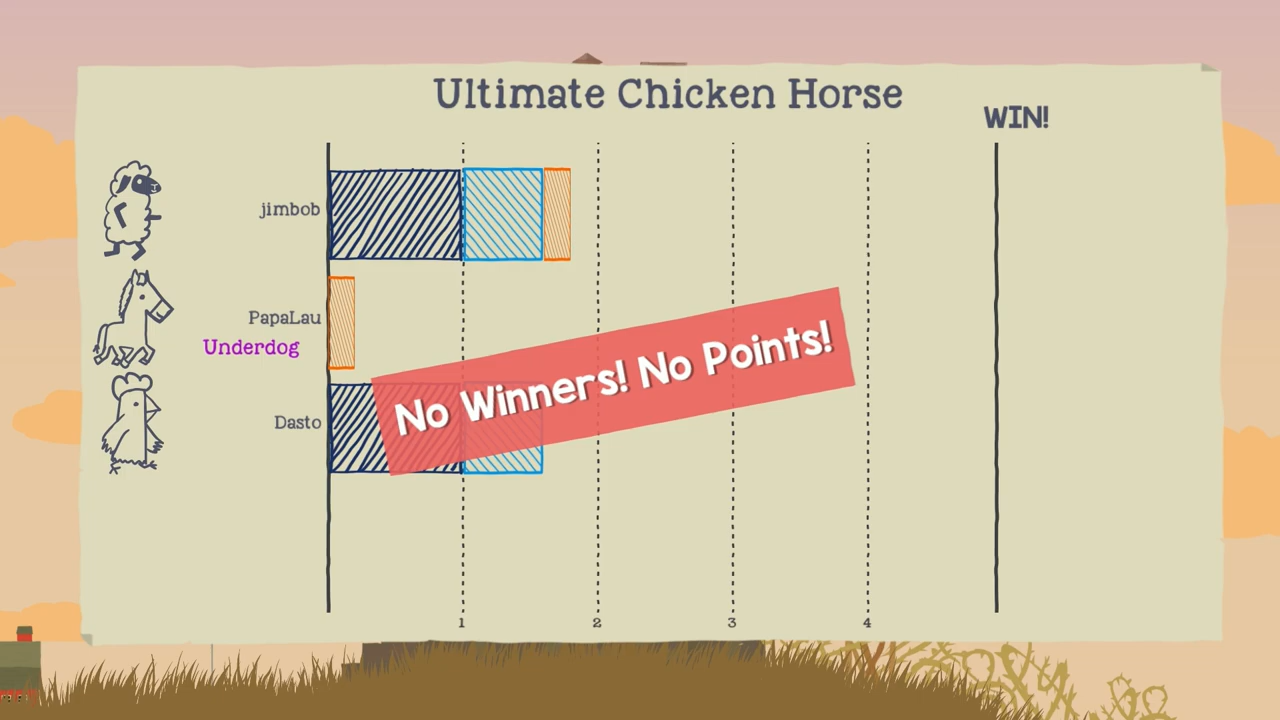 Ultimate Chicken Horse
WIN!
jimbob
PapaLau
Underdog
No Winners! No Points!
Dasto
1 2 3 4